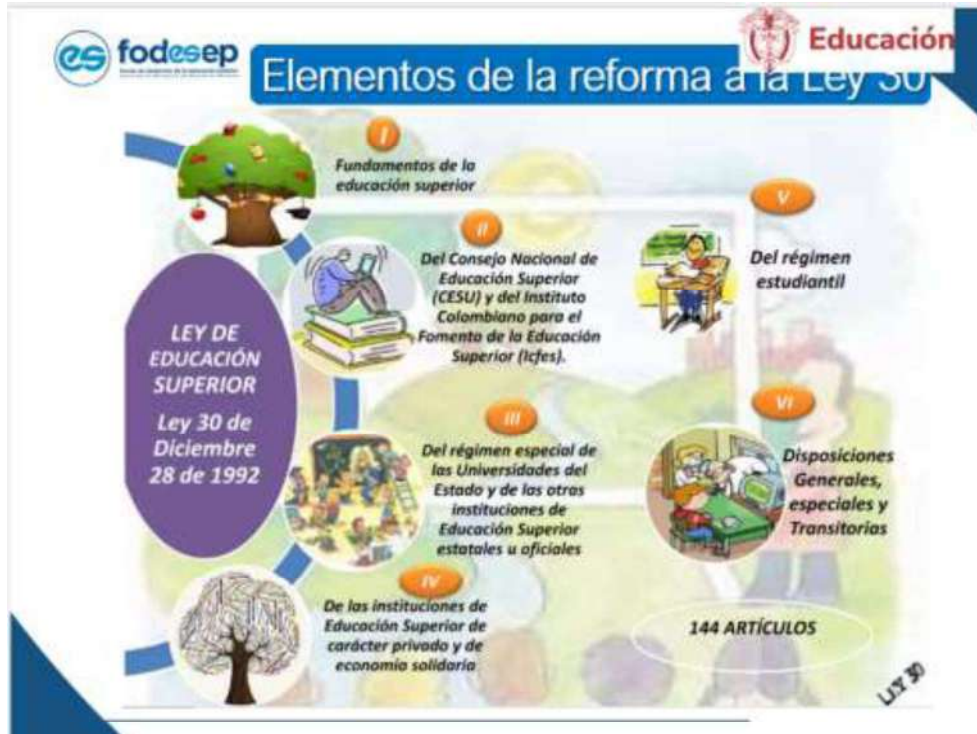 es fodesep
Educación
Elementos de la reforma a la Ley 30
I
Fundamentos de la
educación superior
II
Del Consejo Nacional de
Educación Superior
(CESU) y del Instituto
Colombiano para el
Fomento de la Educación
Superior (Icfes).
LEY DE
EDUCACIÓN
SUPERIOR
Ley 30 de
Diciembre
28 de 1992
III
Del régimen especial de
las Universidades del
Estado y de las otras
instituciones de
Educación Superior
estatales u oficiales
IV
De las instituciones de
Educación Superior de
carácter privado y de
economía solidaria
V
Del régimen
estudiantil
VI
Disposiciones
Generales,
especiales y
Transitorias
144 ARTÍCULOS
LEY 30